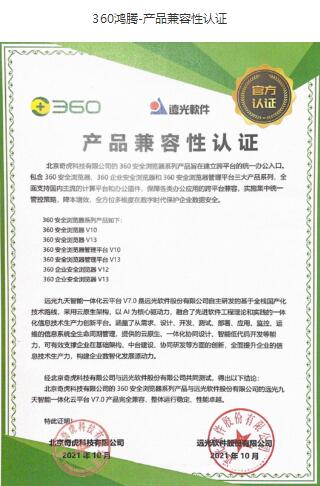 360鸿腾-产品兼容性认证
360
远光软件
官方
认证
产品兼容性认证
北京奇虎科技有限公司的 360 安全浏览器系列产品旨在建立跨平台的统一办公入口。
包含 360 安全浏览器、360 企业安全浏览器和 360 安全浏览器管理平台三大产品系列，全
面支持国内主流的计算平台和办公插件，保障各类办公应用的跨平台兼容，实施集中统一
管控策略，降本增效，全方位多维度在数字时代保护企业数据安全。
360 安全浏览器系列产品如下：
360 安全浏览器 V10
360 安全浏览器 V13
360 安全浏览器管理平台 V10
360 安全浏览器管理平台 V13
360 企业安全浏览器 V12
360 企业安全浏览器 V13
远光九天智能一体化云平台 V7.0 是远光软件股份有限公司自主研发的基于全栈国产化
技术路线，采用云原生架构，以 AI 为核心驱动力，融合了先进软件工程理论和实践的一体
化信息技术生产力创新平台。涵盖了从需求、设计、开发、测试、部署、应用、监控、运
维的信息系统全生命周期管理，提供的云原生、一体化协同设计、智能低代码开发等能
力，可有效支撑企业在基础架构、中台建设、协同研发等方面的创新，全面提升企业的信
息技术生产力，构建企业数智化发展源动力。
经北京奇虎科技有限公司与远光软件股份有限公司共同测试，得出以下结论：
北京奇虎科技有限公司的 360 安全浏览器系列产品与远光软件股份有限公司的远光九
天智能一体化云平台 V7.0 产品完全兼容，整体运行稳定，性能卓越。
特此证明！
北京奇虎科技有限公司
远光软件股份有限公司
2021 年 10 月
2021 年 10 月